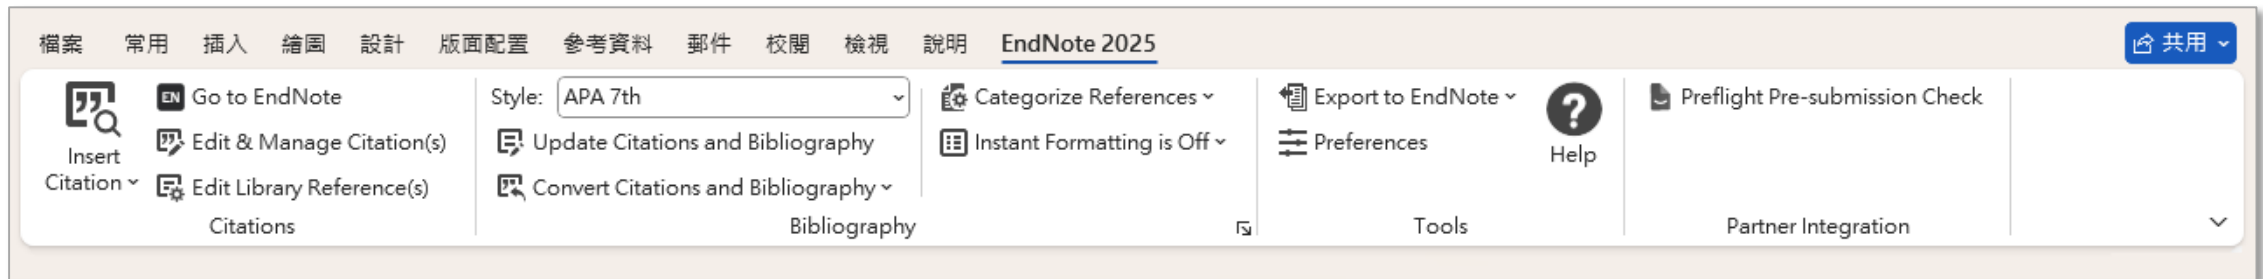 檔案 常用 插入 繪圖 設計 版面配置 參考資料 郵件 校閱 檢視 說明 EndNote 2025 共用
Insert Citation
EN Go to EndNote
Edit & Manage Citation(s)
Edit Library Reference(s)
Citations
Style: APA 7th
Update Citations and Bibliography
Convert Citations and Bibliography
Categorize References
Instant Formatting is Off
Bibliography
Export to EndNote
Preferences
Help
Tools
Preflight Pre-submission Check
Partner Integration